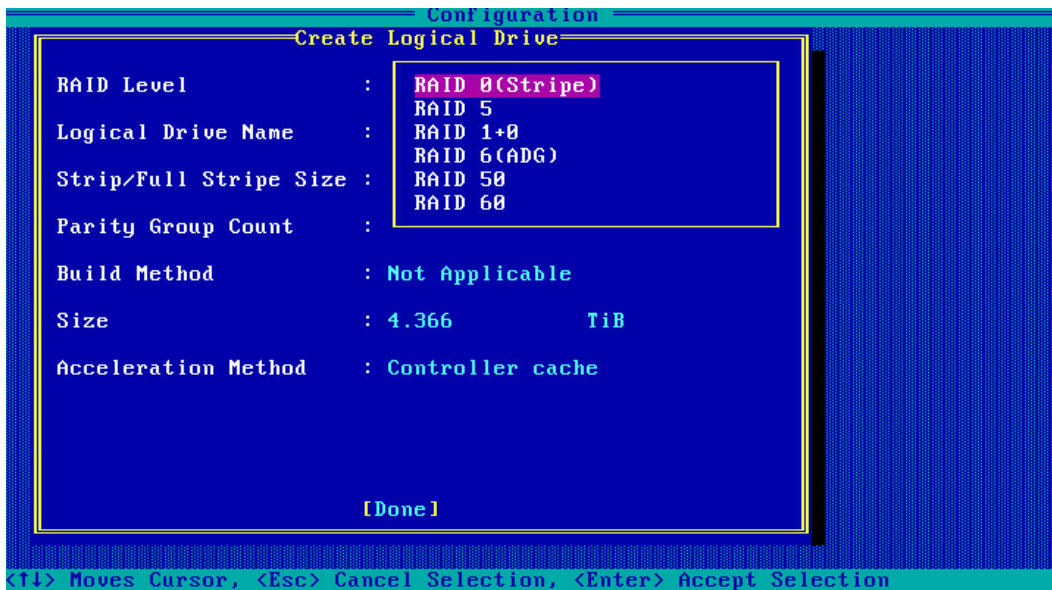 Configuration
Create Logical Drive
RAID Level : RAID 0(Stripe)
RAID 5
Logical Drive Name : RAID 1+0
RAID 6(ADG)
Strip/Full Stripe Size : RAID 50
RAID 60
Parity Group Count :
Build Method : Not Applicable
Size : 4.366 TiB
Acceleration Method : Controller cache
[Done]
<↑↓> Moves Cursor, <Esc> Cancel Selection, <Enter> Accept Selection